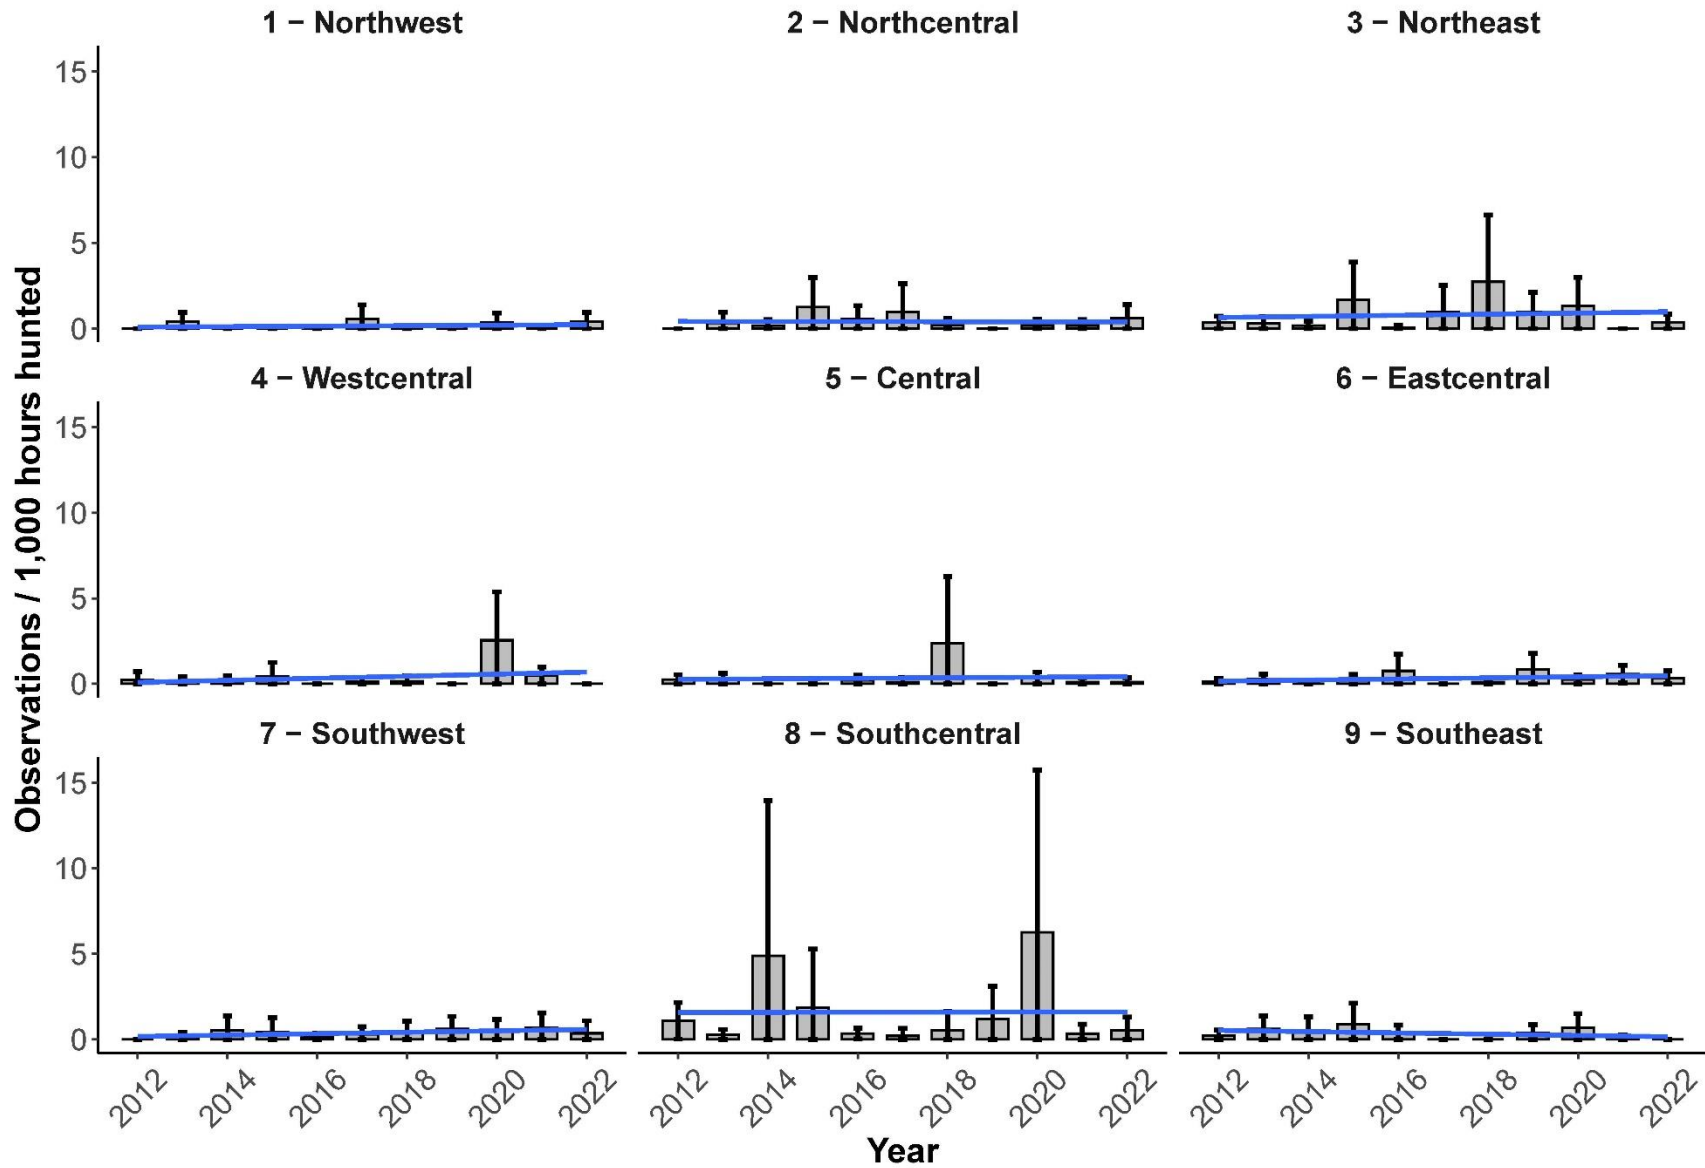 1 − Northwest
2 − Northcentral
3 − Northeast
15
10
5
0
4 − Westcentral
5 − Central
6 − Eastcentral
15
10
5
0
7 − Southwest
8 − Southcentral
9 − Southeast
15
10
5
0
2012 2014 2016 2018 2020 2022
2012 2014 2016 2018 2020 2022
2012 2014 2016 2018 2020 2022
Year
Observations / 1,000 hours hunted